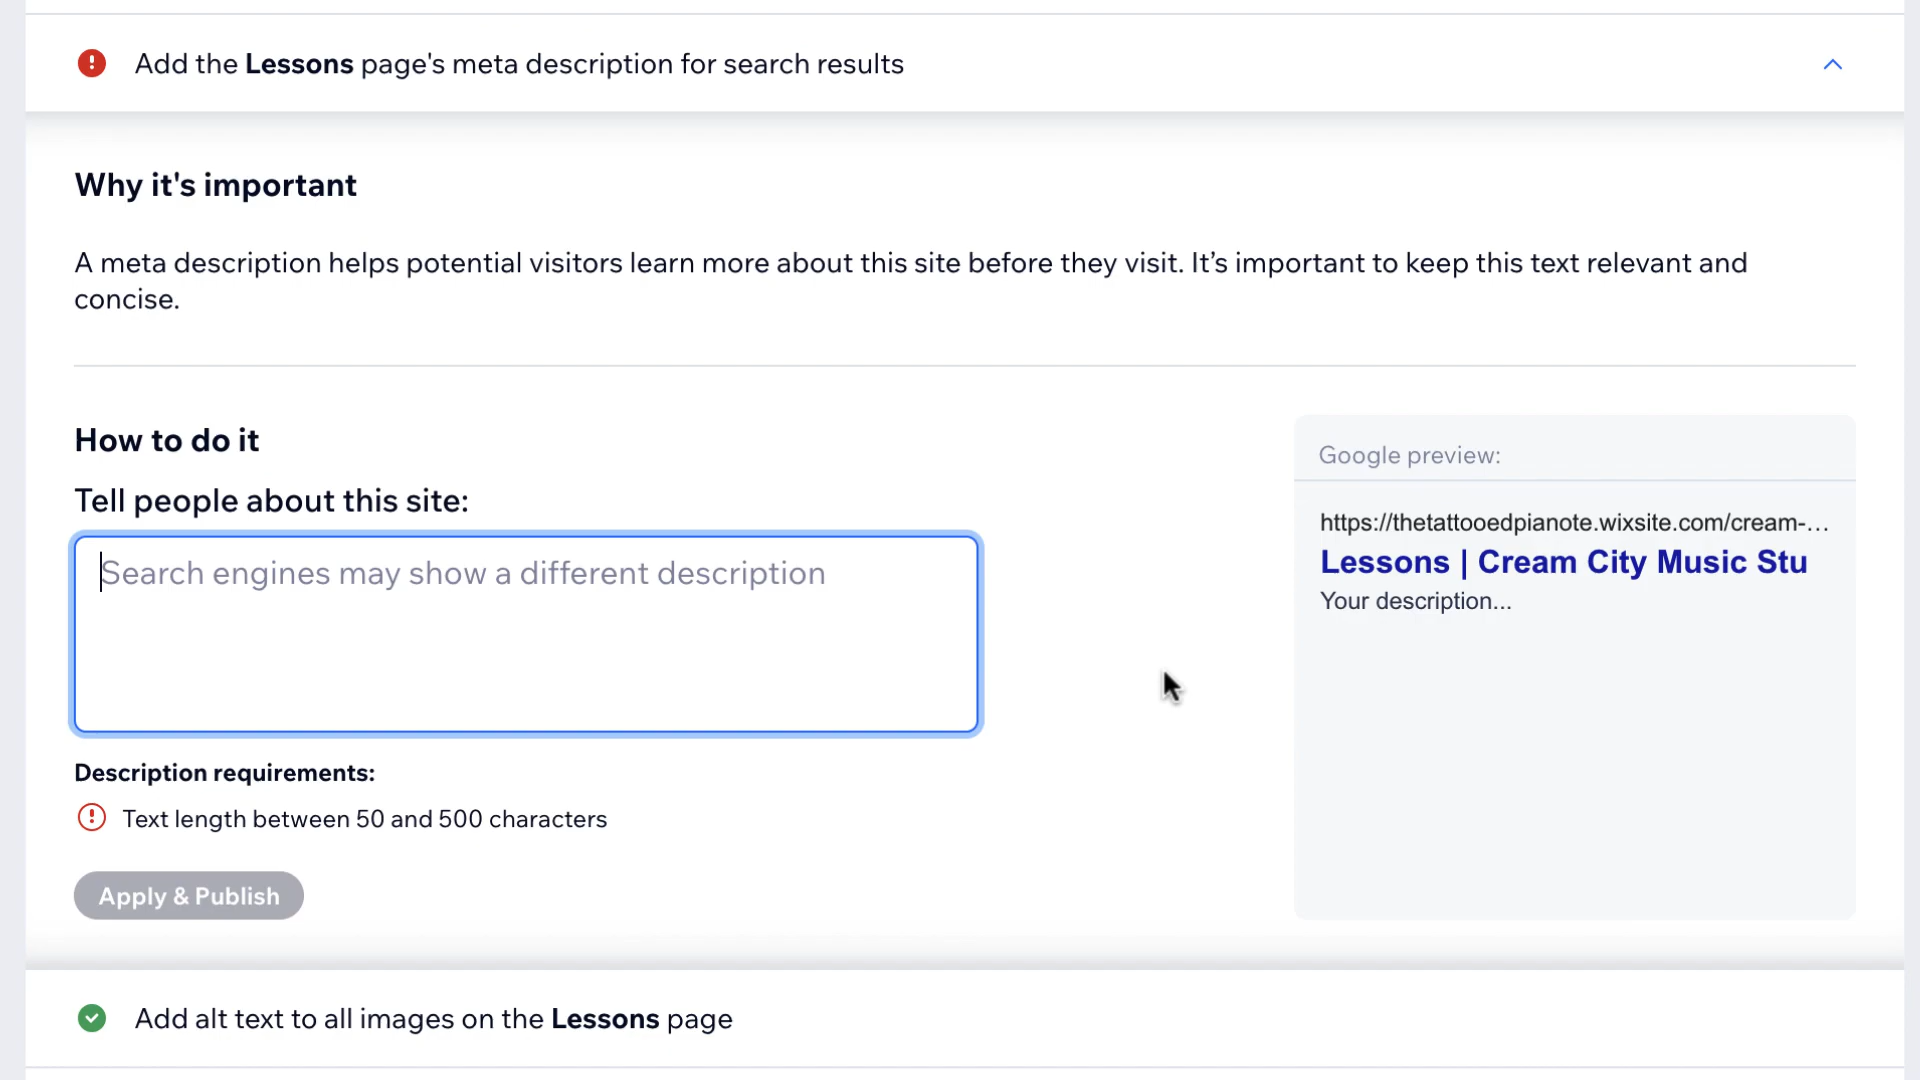 Add the Lessons page's meta description for search results
Why it's important
A meta description helps potential visitors learn more about this site before they visit. It’s important to keep this text relevant and
concise.
How to do it
Tell people about this site:
Search engines may show a different description
Description requirements:
Text length between 50 and 500 characters
Apply & Publish
Google preview:
https://thetattooedpianote.wixsite.com/cream-...
Lessons | Cream City Music Stu
Your description...
Add alt text to all images on the Lessons page